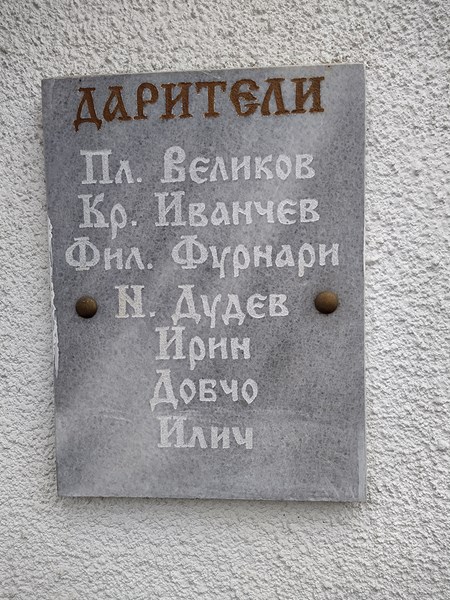 ДАРИТЕЛИ
Пл. Великов
Кр. Иванчев
Фил. Фурнари
N. Дудев
Ирин
Довчо
Илич